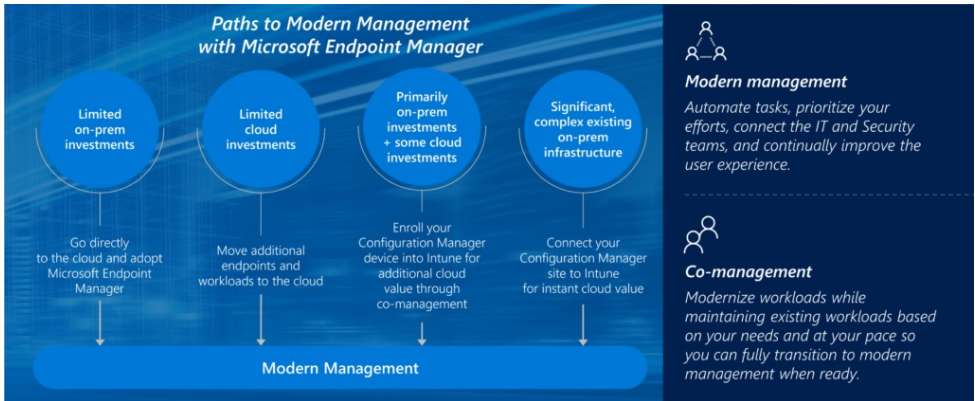 Paths to Modern Management
with Microsoft Endpoint Manager
Limited
on-prem
investments
Limited
cloud
investments
Primarily
on-prem
investments
+ some cloud
investments
Significant,
complex existing
on-prem
infrastructure
Go directly
to the cloud and adopt
Microsoft Endpoint
Manager
Move additional
endpoints and
workloads to the cloud
Enroll your
Configuration Manager
device into Intune for
additional cloud
value through
co-management
Connect your
Configuration Manager
site to Intune
for instant cloud value
Modern Management
Modern management
Automate tasks, prioritize your
efforts, connect the IT and Security
teams, and continually improve the
user experience.
Co-management
Modernize workloads while
maintaining existing workloads based
on your needs and at your pace so
you can fully transition to modern
management when ready.